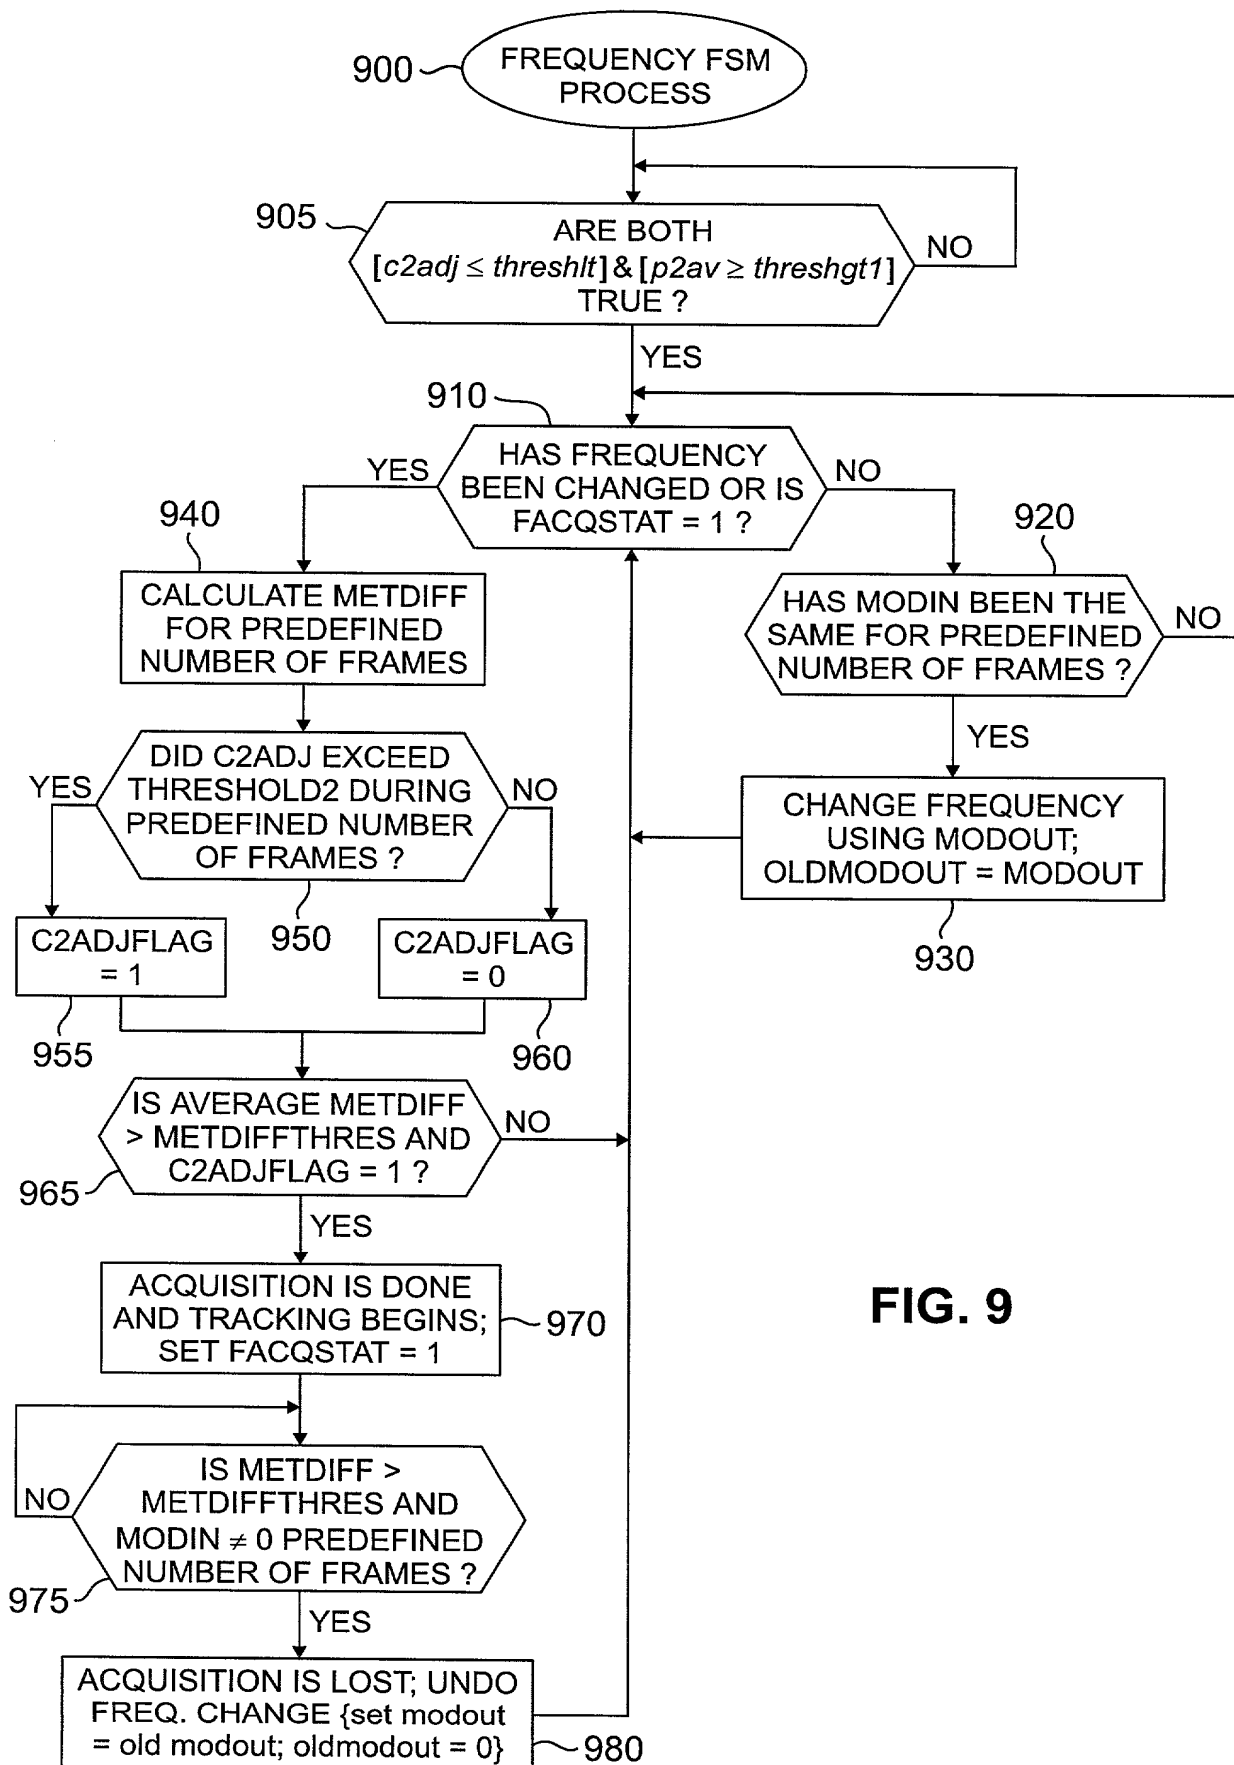 900
FREQUENCY FSM
PROCESS
905
ARE BOTH
[c2adj ≤ threshlt] & [p2av ≥ threshgt1]
TRUE ?
NO
YES
910
HAS FREQUENCY
BEEN CHANGED OR IS
FACQSTAT = 1 ?
YES
NO
940
CALCULATE METDIFF
FOR PREDEFINED
NUMBER OF FRAMES
920
HAS MODIN BEEN THE
SAME FOR PREDEFINED
NUMBER OF FRAMES ?
NO
YES
CHANGE FREQUENCY
USING MODOUT;
OLDMODOUT = MODOUT
930
DID C2ADJ EXCEED
THRESHOLD2 DURING
PREDEFINED NUMBER
OF FRAMES ?
YES
NO
950
C2ADJFLAG
= 1
955
C2ADJFLAG
= 0
960
IS AVERAGE METDIFF
> METDIFFTHRES AND
C2ADJFLAG = 1 ?
NO
965
YES
ACQUISITION IS DONE
AND TRACKING BEGINS;
SET FACQSTAT = 1
970
FIG. 9
IS METDIFF >
METDIFFTHRES AND
MODIN ≠ 0 PREDEFINED
NUMBER OF FRAMES ?
NO
975
YES
ACQUISITION IS LOST; UNDO
FREQ. CHANGE {set modout
= old modout; oldmodout = 0}
980